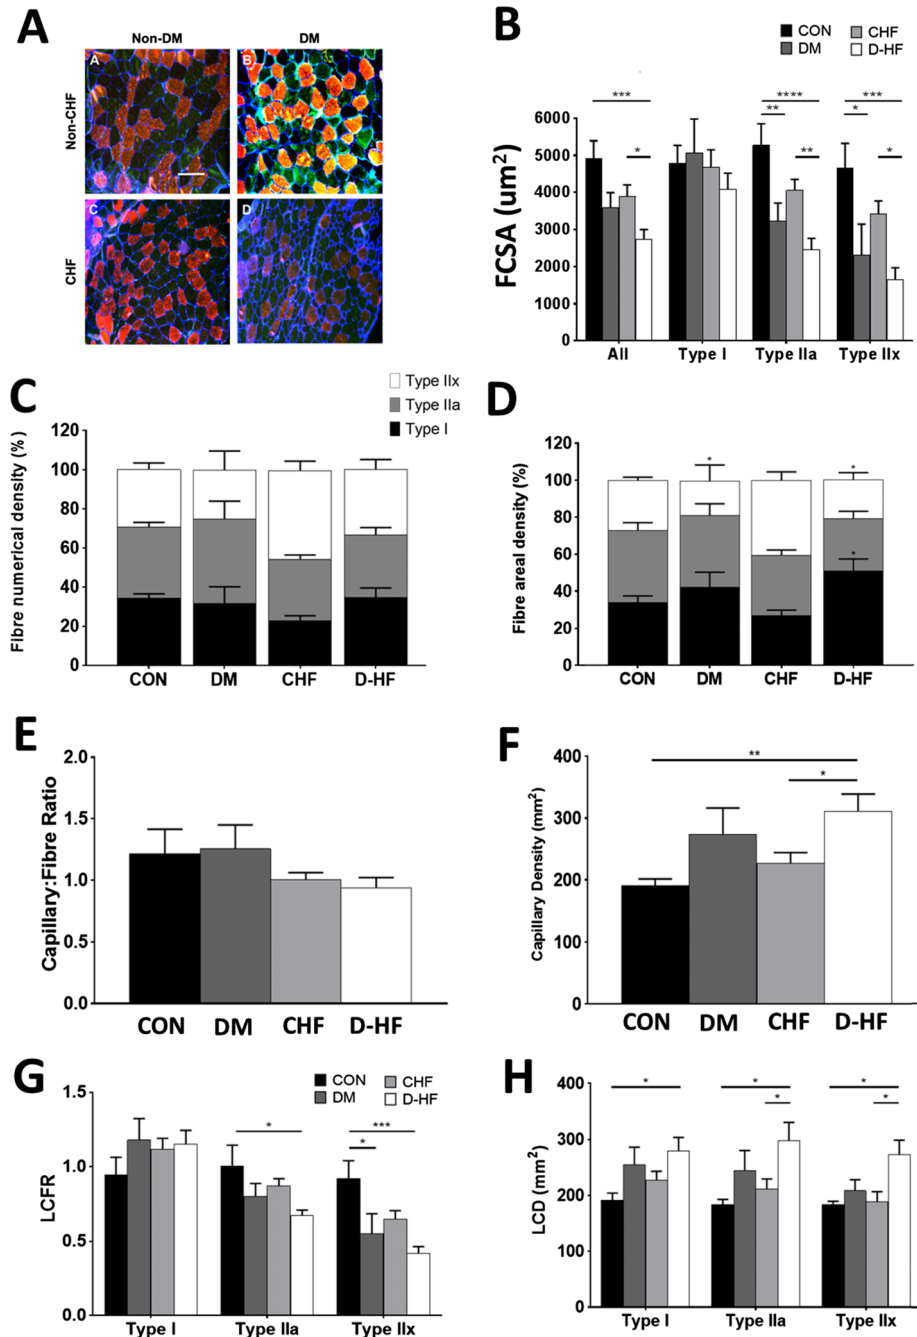 A
Non-DM
DM
Non-CHF
CHF
A
B
C
D
B
CON
DM
CHF
D-HF
FCSA (um²)
6000
5000
4000
3000
2000
1000
0
***
*
****
**
**
***
*
*
All
Type I
Type IIa
Type IIx
C
Type IIx
Type IIa
Type I
Fibre numerical density (%)
120
100
80
60
40
20
0
CON
DM
CHF
D-HF
D
Fibre areal density (%)
120
100
80
60
40
20
0
*
*
*
CON
DM
CHF
D-HF
E
Capillary:Fibre Ratio
2.0
1.5
1.0
0.5
0.0
CON
DM
CHF
D-HF
F
Capillary Density (mm²)
400
300
200
100
0
**
*
CON
DM
CHF
D-HF
G
CON
DM
CHF
D-HF
LCFR
1.5
1.0
0.5
0.0
*
***
*
Type I
Type IIa
Type IIx
H
LCD (mm²)
400
300
200
100
0
*
*
*
*
*
Type I
Type IIa
Type IIx